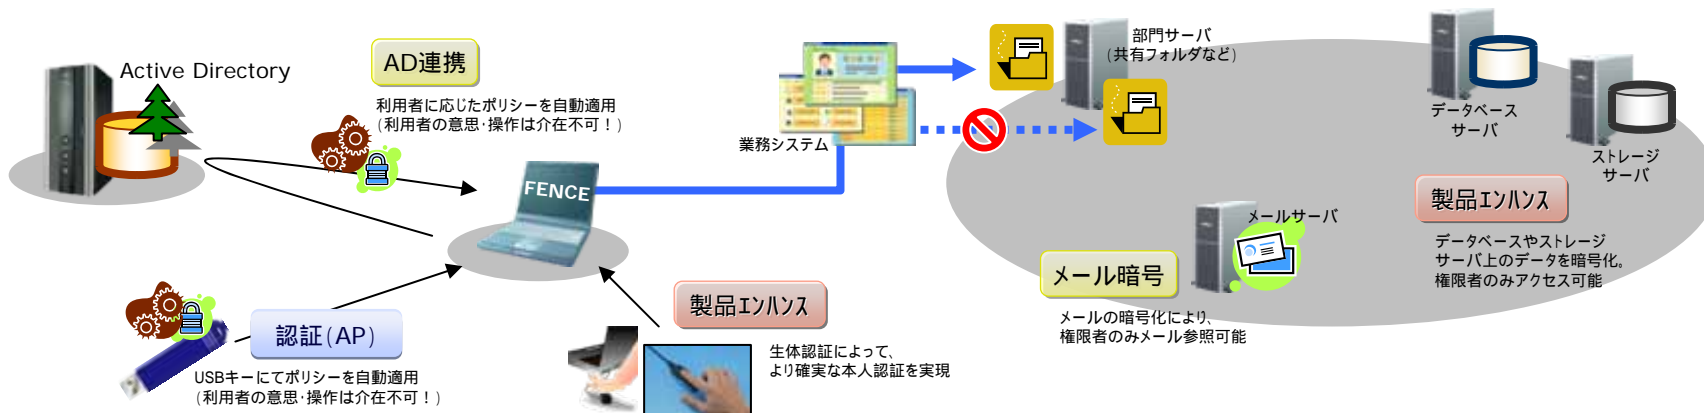 Active Directory
AD連携
利用者に応じたポリシーを自動適用
(利用者の意思・操作は介在不可！)
FENCE
認証(AP)
USBキーにてポリシーを自動適用
(利用者の意思・操作は介在不可！)
製品エンハンス
生体認証によって、
より確実な本人認証を実現
業務システム
部門サーバ
(共有フォルダなど)
データベース
サーバ
ストレージ
サーバ
メールサーバ
メール暗号
メールの暗号化により、
権限者のみメール参照可能
製品エンハンス
データベースやストレージ
サーバ上のデータを暗号化。
権限者のみアクセス可能